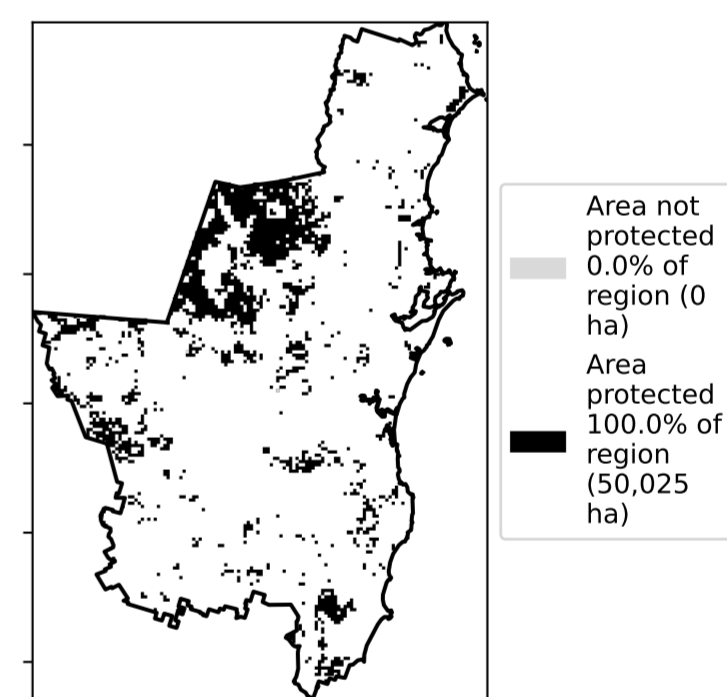 Area not
protected
0.0% of
region (0
ha)
Area
protected
100.0% of
region
(50,025
ha)